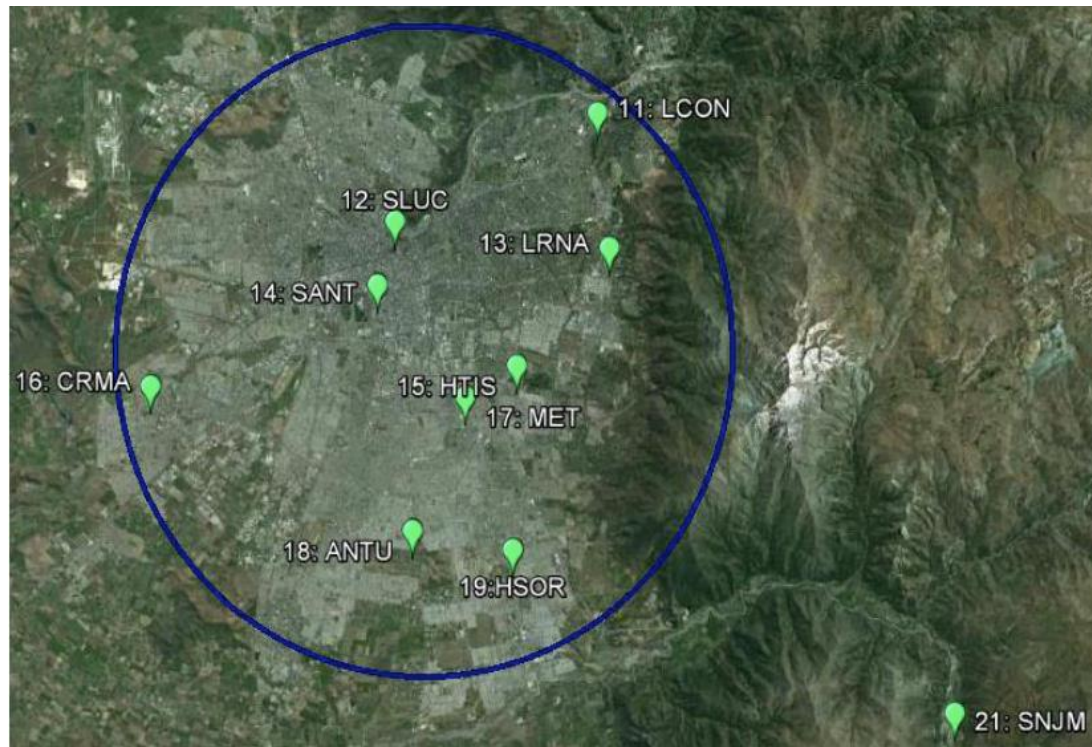 11: LCON
12: SLUC
13: LRNA
14: SANT
15: HTIS
16: CRMA
17: MET
18: ANTU
19:HSOR
21: SNJM